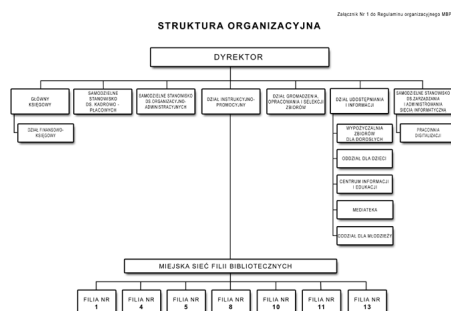 Załącznik Nr 1 do Regulaminu organizacyjnego MBP
STRUKTURA ORGANIZACYJNA
DYREKTOR
GŁÓWNY
KSIĘGOWY
SAMODZIELNE
STANOWISKO
DS. KADROWO -
PŁACOWYCH
SAMODZIELNE STANOWISKO
DS.ORGANIZACYJNO-
ADMINISTRACYJNYCH
DZIAŁ INSTRUKCYJNO-
PROMOCYJNY
DZIAŁ GROMADZENIA,
OPRACOWANIA I SELEKCJI
ZBIORÓW
DZIAŁ UDOSTĘPNIANIA
I INFORMACJI
SAMODZIELNE STANOWISKO
DS.ZARZĄDZANIA
I ADMINISTROWANIA
SIECIĄ INFORMATYCZNĄ
DZIAŁ FINANSOWO-
KSIĘGOWY
WYPOŻYCZALNIA
ZBIORÓW
DLA DOROSŁYCH
PRACOWNIA
DIGITALIZACJI
ODDZIAŁ DLA DZIECI
CENTRUM INFORMACJI
I EDUKACJI
MEDIATEKA
ODDZIAŁ DLA MŁODZIEŻY
MIEJSKA SIEĆ FILII BIBLIOTECZNYCH
FILIA NR
1
FILIA NR
4
FILIA NR
5
FILIA NR
8
FILIA NR
10
FILIA NR
11
FILIA NR
13